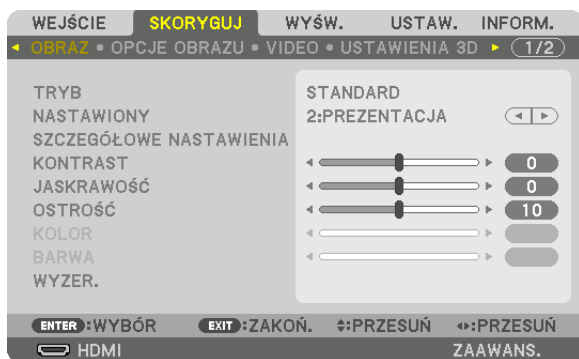 WEJŚCIE SKORYGUJ WYŚW. USTAW. INFORM.
OBRAZ • OPCJE OBRAZU • VIDEO • USTAWIENIA 3D 1/2
TRYB STANDARD
NASTAWIONY 2:PREZENTACJA
SZCZEGÓŁOWE NASTAWIENIA
KONTRAST 0
JASKRAWOŚĆ 0
OSTROŚĆ 10
KOLOR
BARWA
WYZER.
ENTER :WYBÓR EXIT :ZAKOŃ. :PRZESUŃ :PRZESUŃ
HDMI ZAAWANS.